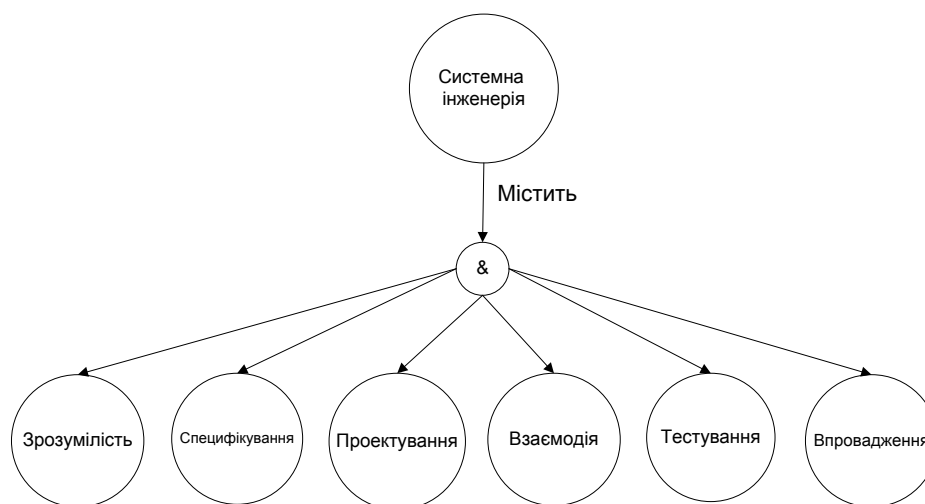 Системна
інженерія
Містить
&
Зрозумілість
Специфікування
Проектування
Взаємодія
Тестування
Впровадження